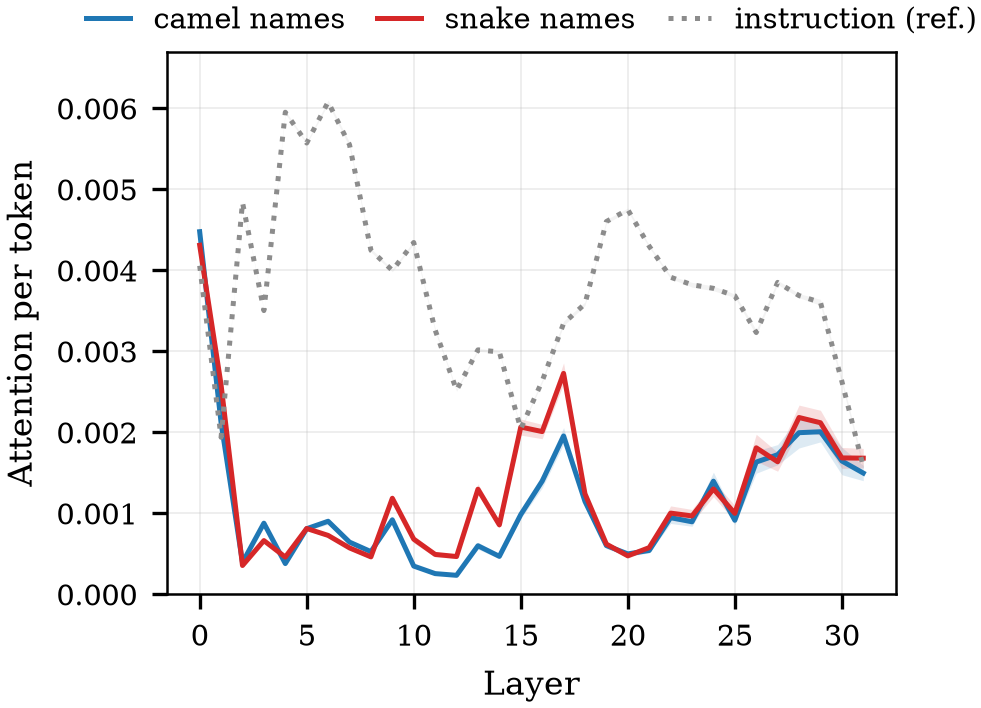 camel names snake names instruction (ref.)
Attention per token
0.006
0.005
0.004
0.003
0.002
0.001
0.000
0 5 10 15 20 25 30
Layer